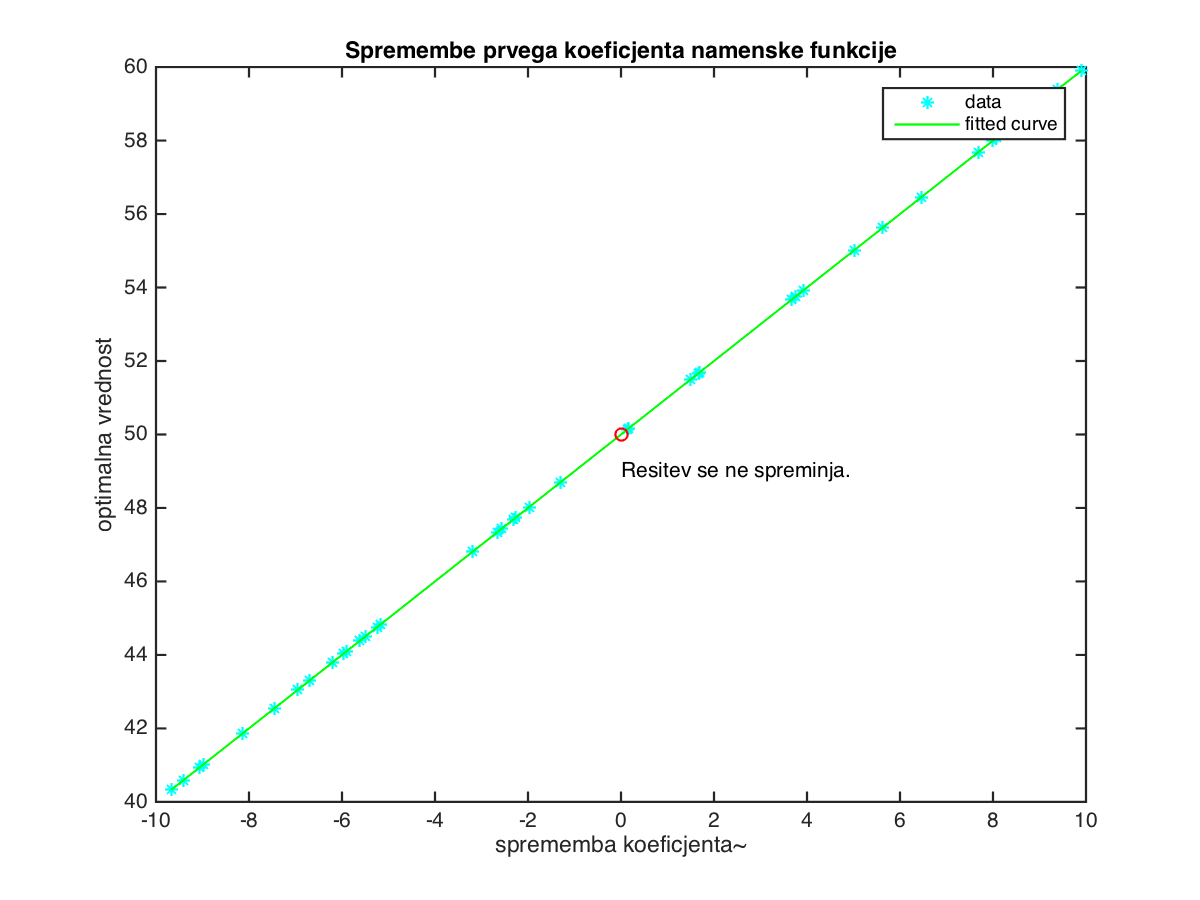 Spremembe prvega koeficjenta namenske funkcije
60
58
56
54
52
50
48
46
44
42
40
optimalna vrednost
data
fitted curve
Resitev se ne spreminja.
-10 -8 -6 -4 -2 0 2 4 6 8 10
sprememba koeficjenta~